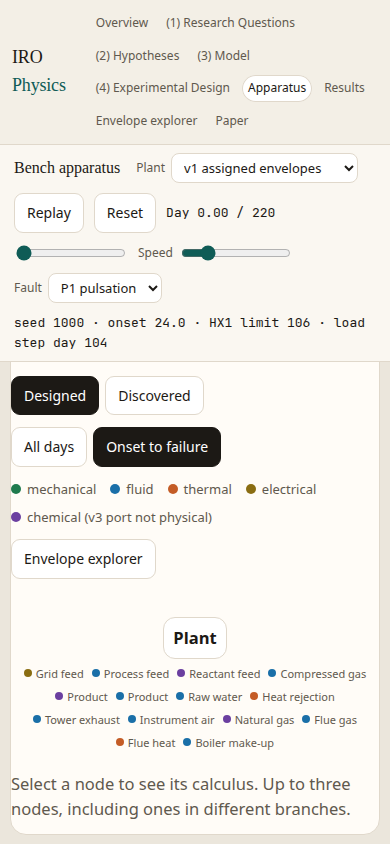 IRO Physics
Overview (1) Research Questions
(2) Hypotheses (3) Model
(4) Experimental Design Apparatus Results
Envelope explorer Paper
Bench apparatus Plant v1 assigned envelopes
Replay Reset Day 0.00 / 220
Speed
Fault P1 pulsation
seed 1000 · onset 24.0 · HX1 limit 106 · load
step day 104
Designed Discovered
All days Onset to failure
mechanical fluid thermal electrical
chemical (v3 port not physical)
Envelope explorer
Plant
Grid feed Process feed Reactant feed Compressed gas
Product Product Raw water Heat rejection
Tower exhaust Instrument air Natural gas Flue gas
Flue heat Boiler make-up
Select a node to see its calculus. Up to three
nodes, including ones in different branches.